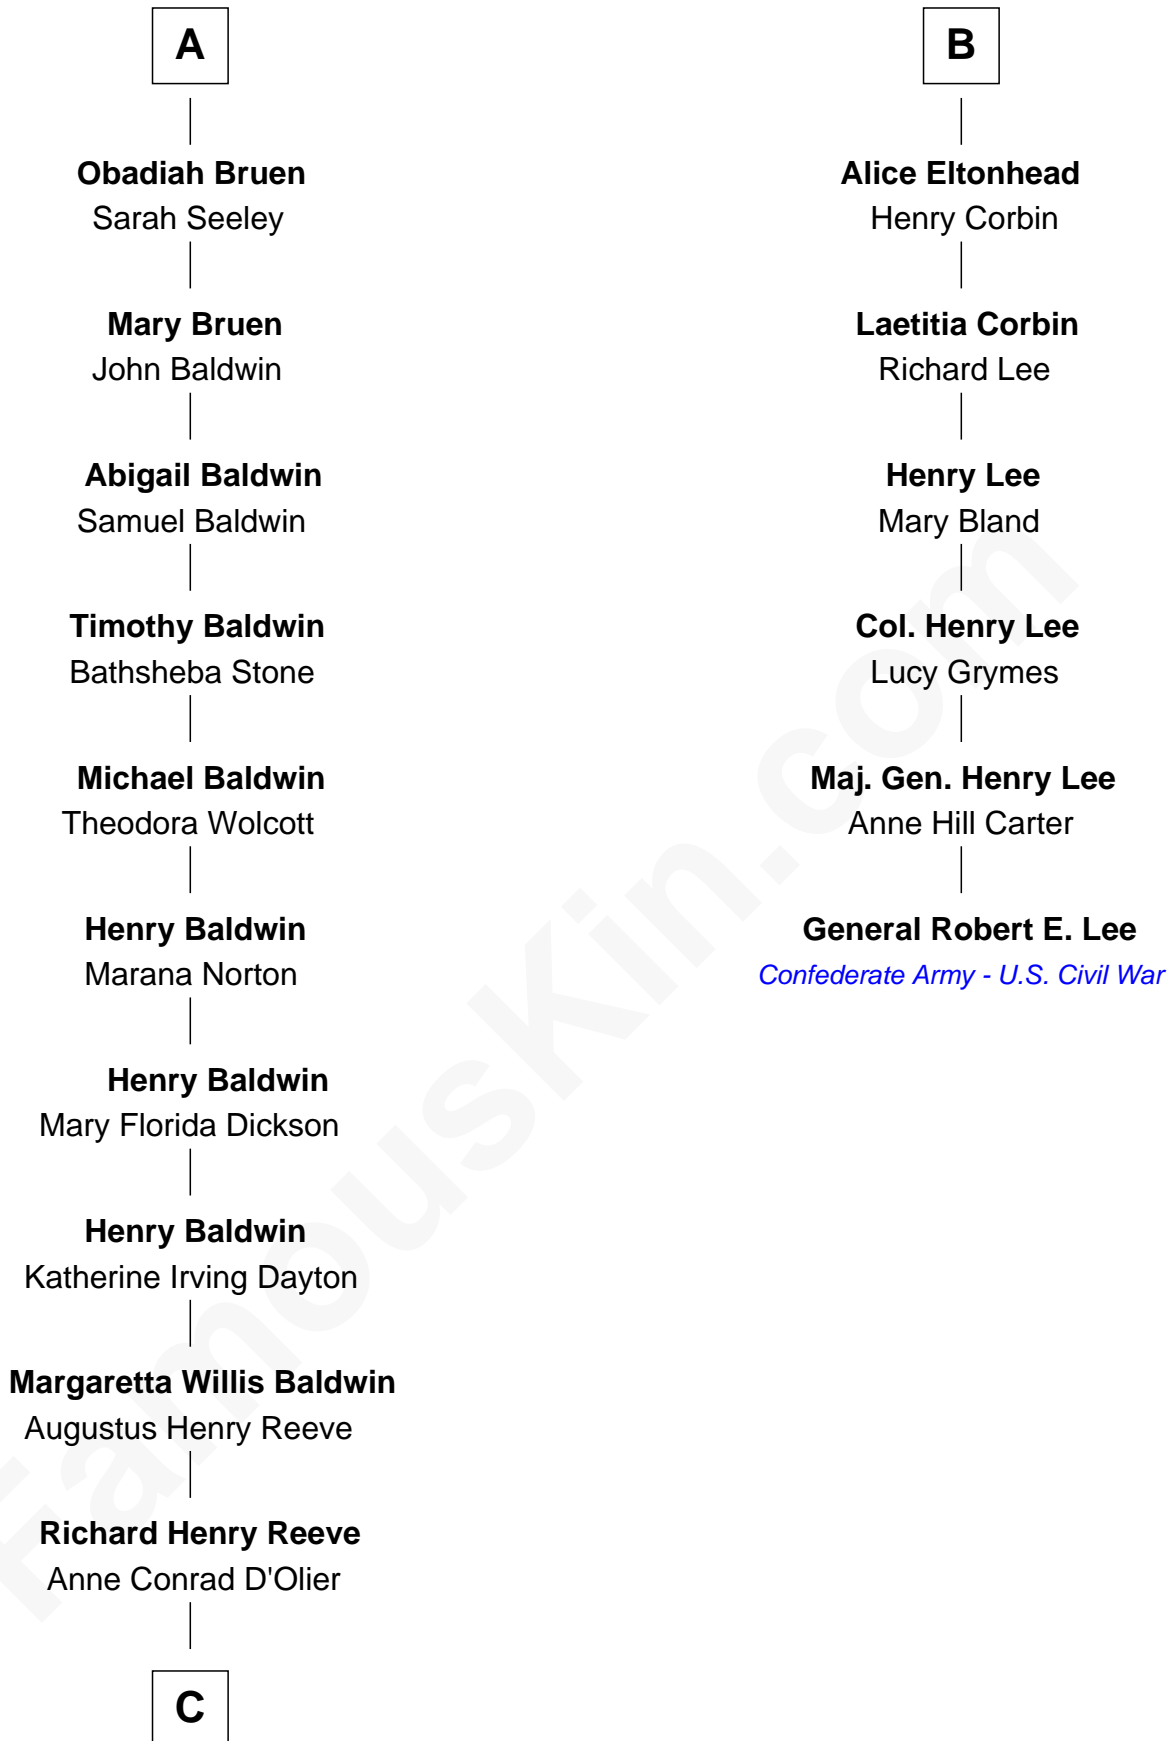 A
Obadiah Bruen
Sarah Seeley
Mary Bruen
John Baldwin
Abigail Baldwin
Samuel Baldwin
Timothy Baldwin
Bathsheba Stone
Michael Baldwin
Theodora Wolcott
Henry Baldwin
Marana Norton
Henry Baldwin
Mary Florida Dickson
Henry Baldwin
Katherine Irving Dayton
Margaretta Willis Baldwin
Augustus Henry Reeve
Richard Henry Reeve
Anne Conrad D'Olier
C
B
Alice Eltonhead
Henry Corbin
Laetitia Corbin
Richard Lee
Henry Lee
Mary Bland
Col. Henry Lee
Lucy Grymes
Maj. Gen. Henry Lee
Anne Hill Carter
General Robert E. Lee
Confederate Army - U.S. Civil War
FamousKin.com